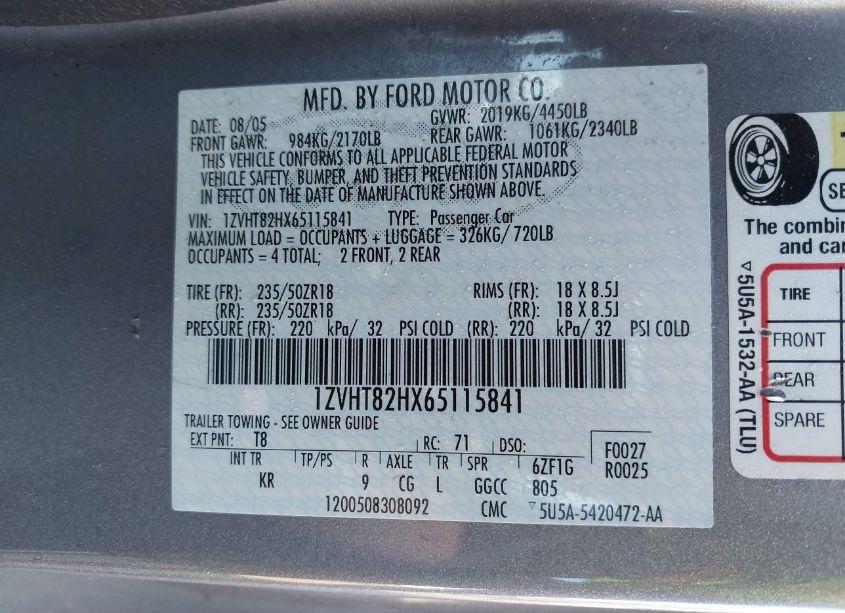 MFD. BY FORD MOTOR CO.
DATE: 08/05 GVWR: 2019KG/4450LB
FRONT GAWR: 984KG/2170LB REAR GAWR: 1061KG/2340LB
THIS VEHICLE CONFORMS TO ALL APPLICABLE FEDERAL MOTOR
VEHICLE SAFETY, BUMPER, AND THEFT PREVENTION STANDARDS
IN EFFECT ON THE DATE OF MANUFACTURE SHOWN ABOVE.
VIN: 1ZVHT82HX65115841 TYPE: Passenger Car
MAXIMUM LOAD = OCCUPANTS + LUGGAGE = 326KG/ 720LB
OCCUPANTS = 4 TOTAL; 2 FRONT, 2 REAR
TIRE (FR): 235/50ZR18 RIMS (FR): 18 X 8.5J
(RR): 235/50ZR18 (RR): 18 X 8.5J
PRESSURE (FR): 220 kPa/ 32 PSI COLD (RR): 220 kPa/ 32 PSI COLD
1ZVHT82HX65115841
TRAILER TOWING - SEE OWNER GUIDE
EXT PNT: T8 RC: 71 DSO: F0027
INT TR TP/PS R AXLE TR SPR 6ZF1G R0025
KR 9 CG L GGCC 805
1200508308092 CMC ▽5U5A-5420472-AA
SE
The combin
and car
▽5U5A-1532-AA (TLU)
TIRE
FRONT
REAR
SPARE